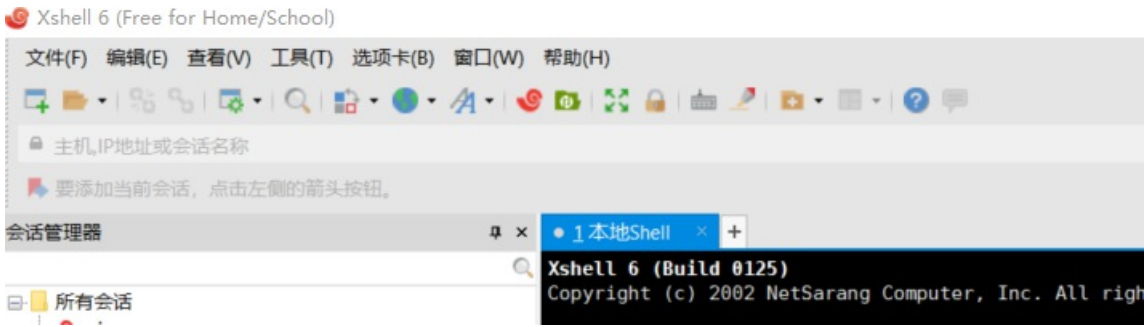 Xshell 6 (Free for Home/School)
文件(F) 编辑(E) 查看(V) 工具(T) 选项卡(B) 窗口(W) 帮助(H)
主机,IP地址或会话名称
要添加当前会话，点击左侧的箭头按钮。
会话管理器
1 本地Shell
Xshell 6 (Build 0125)
Copyright (c) 2002 NetSarang Computer, Inc. All righ
所有会话